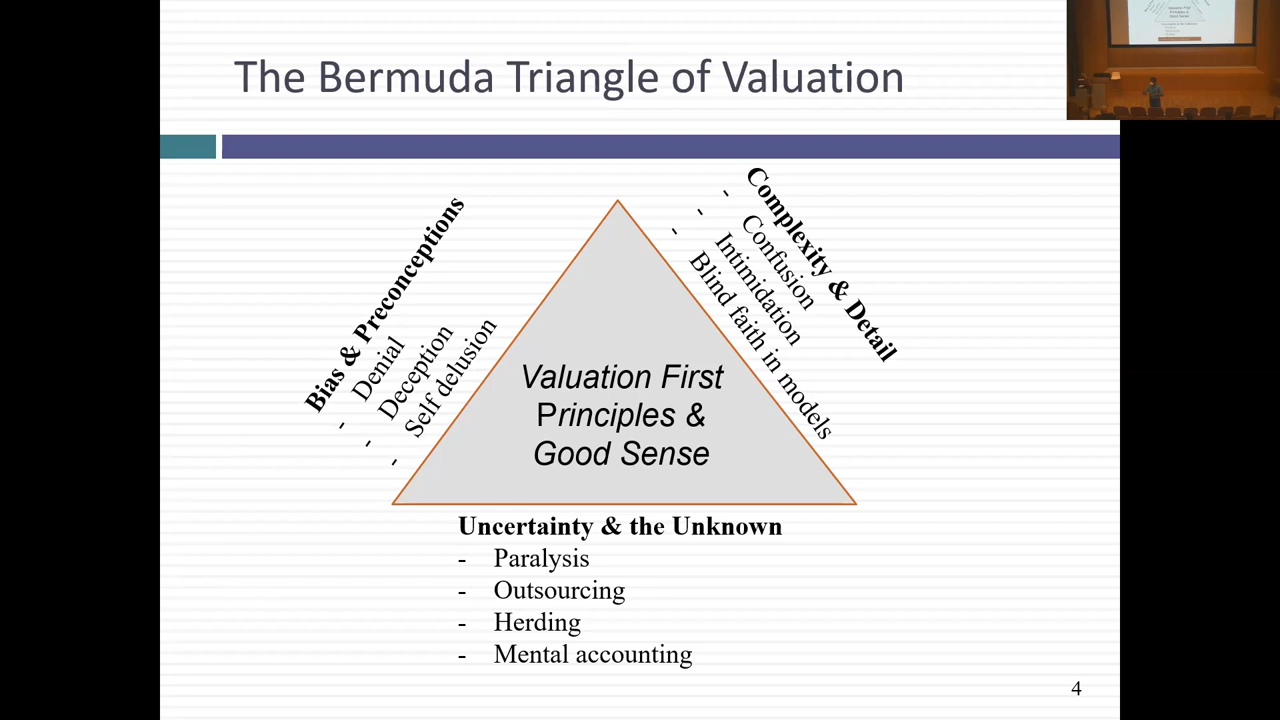 The Bermuda Triangle of Valuation
Bias & Preconceptions
- Denial
- Deception
- Self delusion
Complexity & Detail
- Confusion
- Intimidation
- Blind faith in models
Valuation First
Principles &
Good Sense
Uncertainty & the Unknown
- Paralysis
- Outsourcing
- Herding
- Mental accounting
4